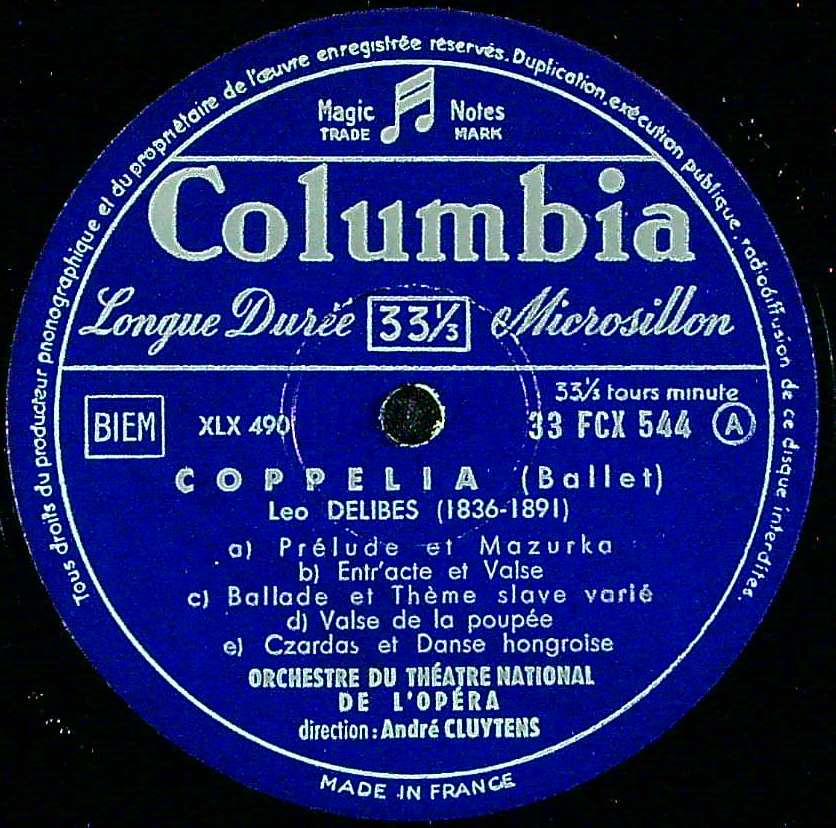 Tous droits du producteur phonographique et du propriétaire de l'œuvre enregistrée réservés. Duplication, exécution publique, radiodiffusion de ce disque interdites.
Magic Notes
TRADE MARK
Columbia
Longue Durée 33⅓ Microsillon
33⅓ tours minute
BIEM XLX 490 33 FCX 544 A
COPPELIA (Ballet)
Leo DELIBES (1836-1891)
a) Prélude et Mazurka
b) Entr'acte et Valse
c) Ballade et Thème slave varié
d) Valse de la poupée
e) Czardas et Danse hongroise
ORCHESTRE DU THÉATRE NATIONAL
DE L'OPÉRA
direction : André CLUYTENS
MADE IN FRANCE